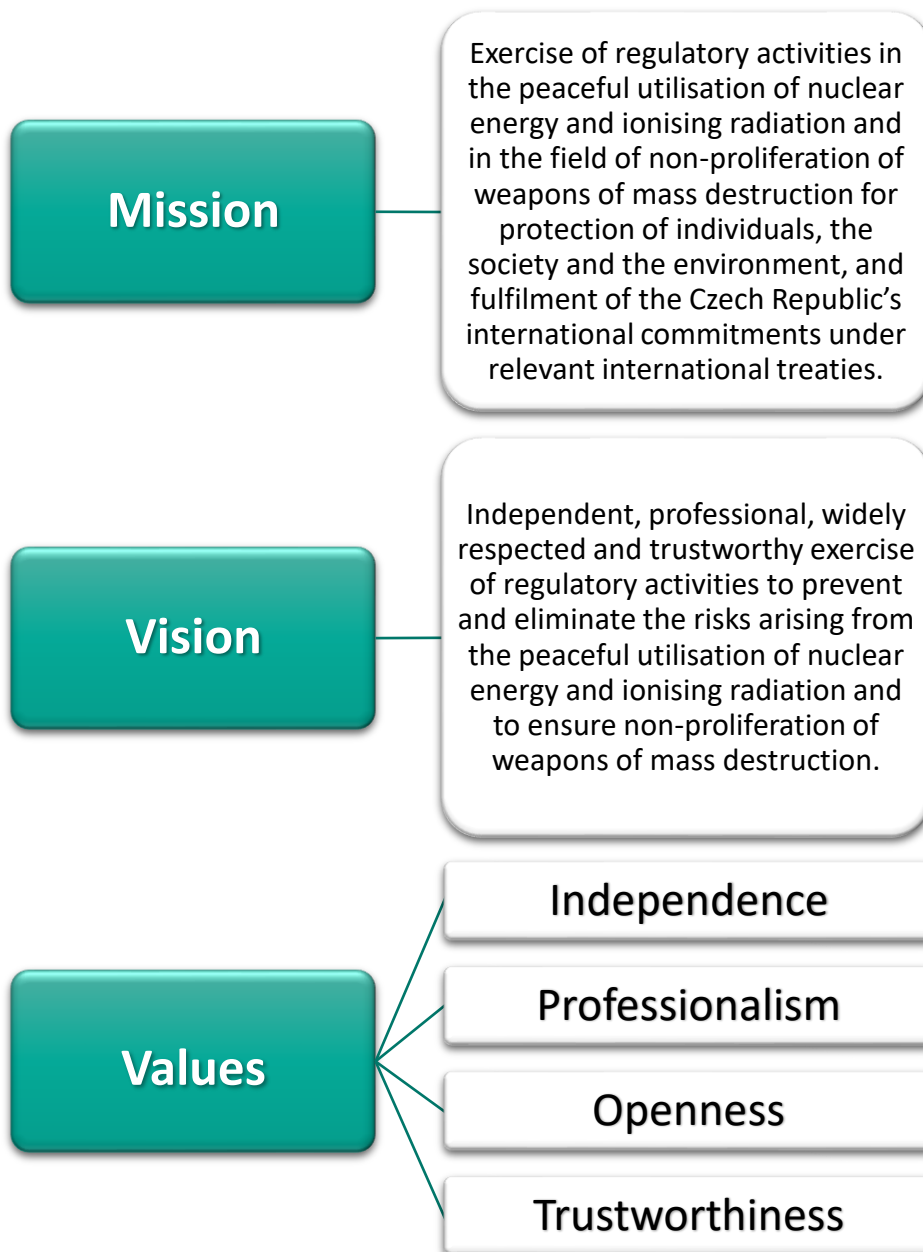 Mission
Exercise of regulatory activities in
the peaceful utilisation of nuclear
energy and ionising radiation and
in the field of non-proliferation of
weapons of mass destruction for
protection of individuals, the
society and the environment, and
fulfilment of the Czech Republic’s
international commitments under
relevant international treaties.
Vision
Independent, professional, widely
respected and trustworthy exercise
of regulatory activities to prevent
and eliminate the risks arising from
the peaceful utilisation of nuclear
energy and ionising radiation and
to ensure non-proliferation of
weapons of mass destruction.
Values
Independence
Professionalism
Openness
Trustworthiness